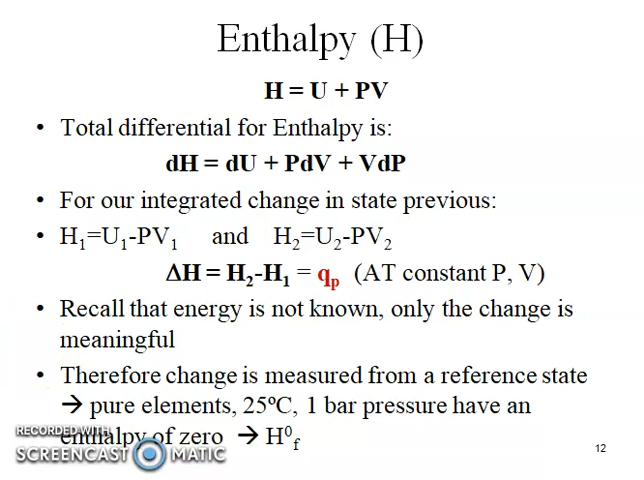 Enthalpy (H)
H = U + PV
• Total differential for Enthalpy is:
dH = dU + PdV + VdP
• For our integrated change in state previous:
• H₁=U₁-PV₁ and H₂=U₂-PV₂
ΔH = H₂-H₁ = qₚ (AT constant P, V)
• Recall that energy is not known, only the change is
meaningful
• Therefore change is measured from a reference state
→ pure elements, 25ºC, 1 bar pressure have an
enthalpy of zero → H⁰f
RECORDED WITH
SCREENCAST MATIC
12